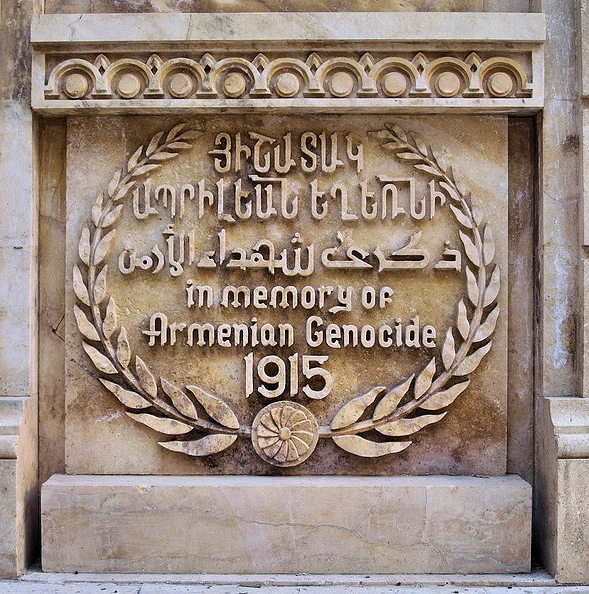 ՅԻՇԱՏԱԿ
ԱՊՐԻԼԵԱՆ ԵՂԵՌՆԻ
ذكرى شهداء الأرمن
in memory of
Armenian Genocide
1915